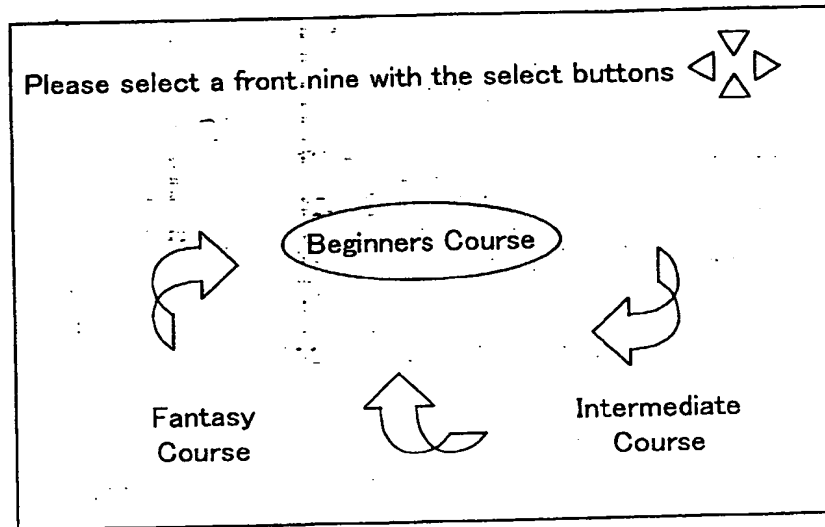 Please select a front nine with the select buttons
Beginners Course
Fantasy
Course
Intermediate
Course